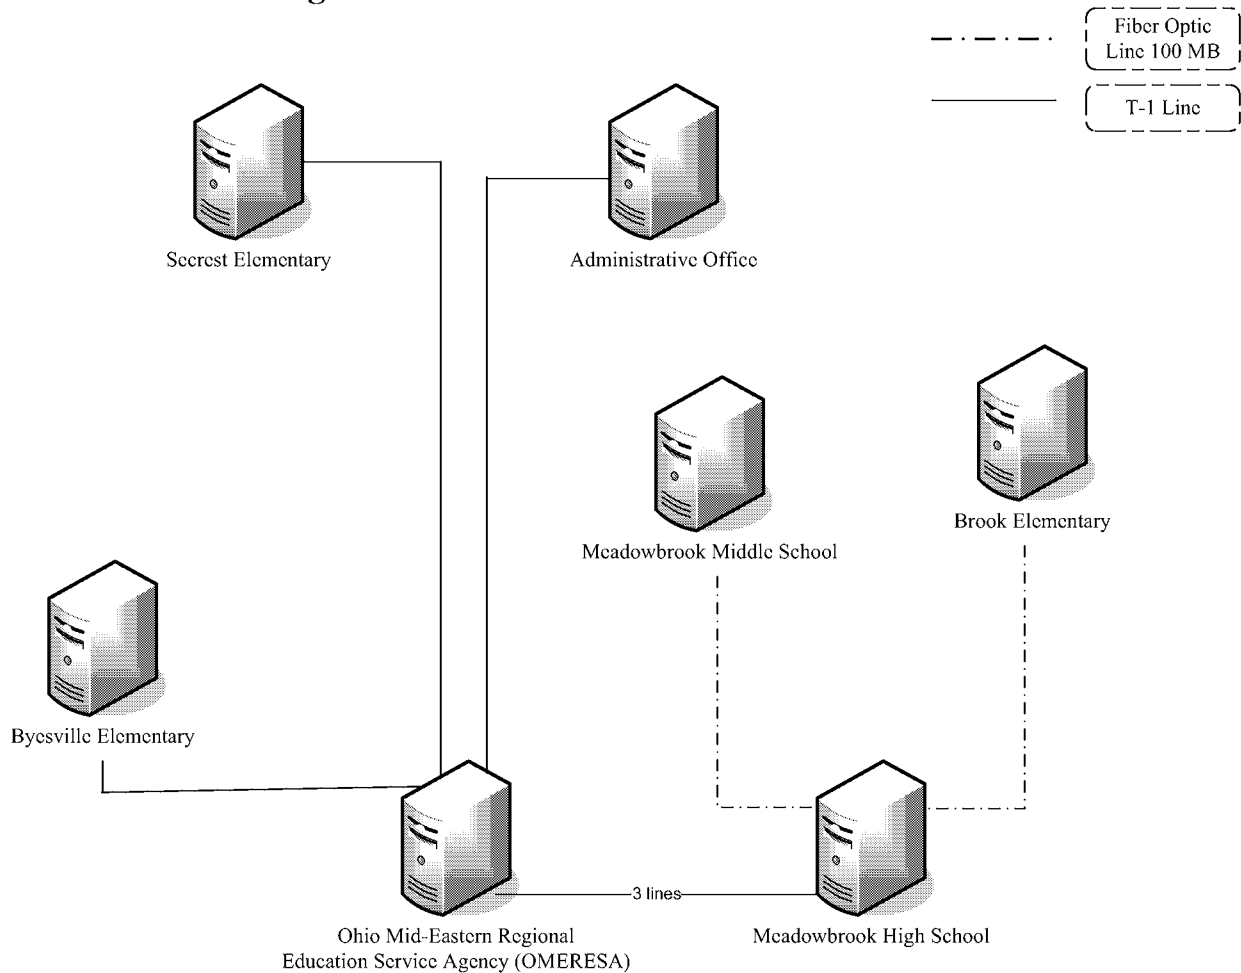 Fiber Optic
Line 100 MB
T-1 Line
Secrest Elementary
Administrative Office
Meadowbrook Middle School
Brook Elementary
Byesville Elementary
3 lines
Ohio Mid-Eastern Regional
Education Service Agency (OMERESA)
Meadowbrook High School